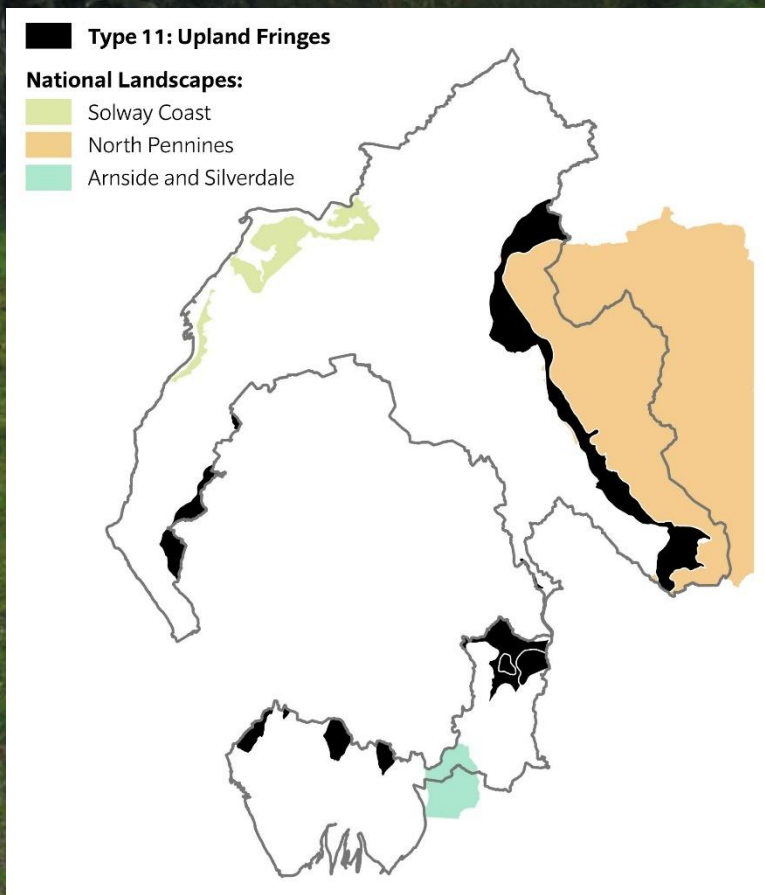 Type 11: Upland Fringes
National Landscapes:
Solway Coast
North Pennines
Arnside and Silverdale